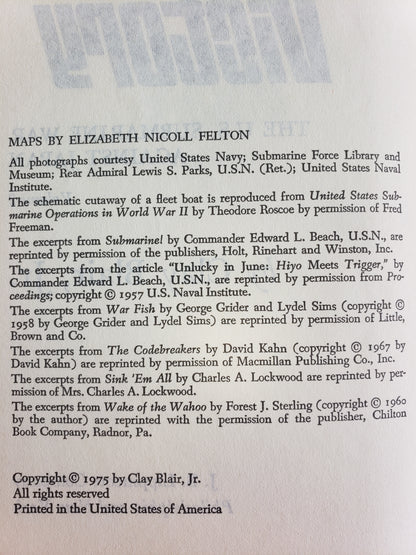 MAPS BY ELIZABETH NICOLL FELTON
All photographs courtesy United States Navy; Submarine Force Library and
Museum; Rear Admiral Lewis S. Parks, U.S.N. (Ret.); United States Naval
Institute.
The schematic cutaway of a fleet boat is reproduced from United States Sub-
marine Operations in World War II by Theodore Roscoe by permission of Fred
Freeman.
The excerpts from Submarine! by Commander Edward L. Beach, U.S.N., are
reprinted by permission of the publishers, Holt, Rinehart and Winston, Inc.
The excerpts from the article "Unlucky in June: Hiyo Meets Trigger," by
Commander Edward L. Beach, U.S.N., are reprinted by permission from Pro-
ceedings; copyright © 1957 U.S. Naval Institute.
The excerpts from War Fish by George Grider and Lydel Sims (copyright ©
1958 by George Grider and Lydel Sims) are reprinted by permission of Little,
Brown and Co.
The excerpts from The Codebreakers by David Kahn (copyright © 1967 by
David Kahn) are reprinted by permission of Macmillan Publishing Co., Inc.
The excerpts from Sink 'Em All by Charles A. Lockwood are reprinted by per-
mission of Mrs. Charles A. Lockwood.
The excerpts from Wake of the Wahoo by Forest J. Sterling (copyright © 1960
by the author) are reprinted with the permission of the publisher, Chilton
Book Company, Radnor, Pa.
Copyright © 1975 by Clay Blair, Jr.
All rights reserved
Printed in the United States of America